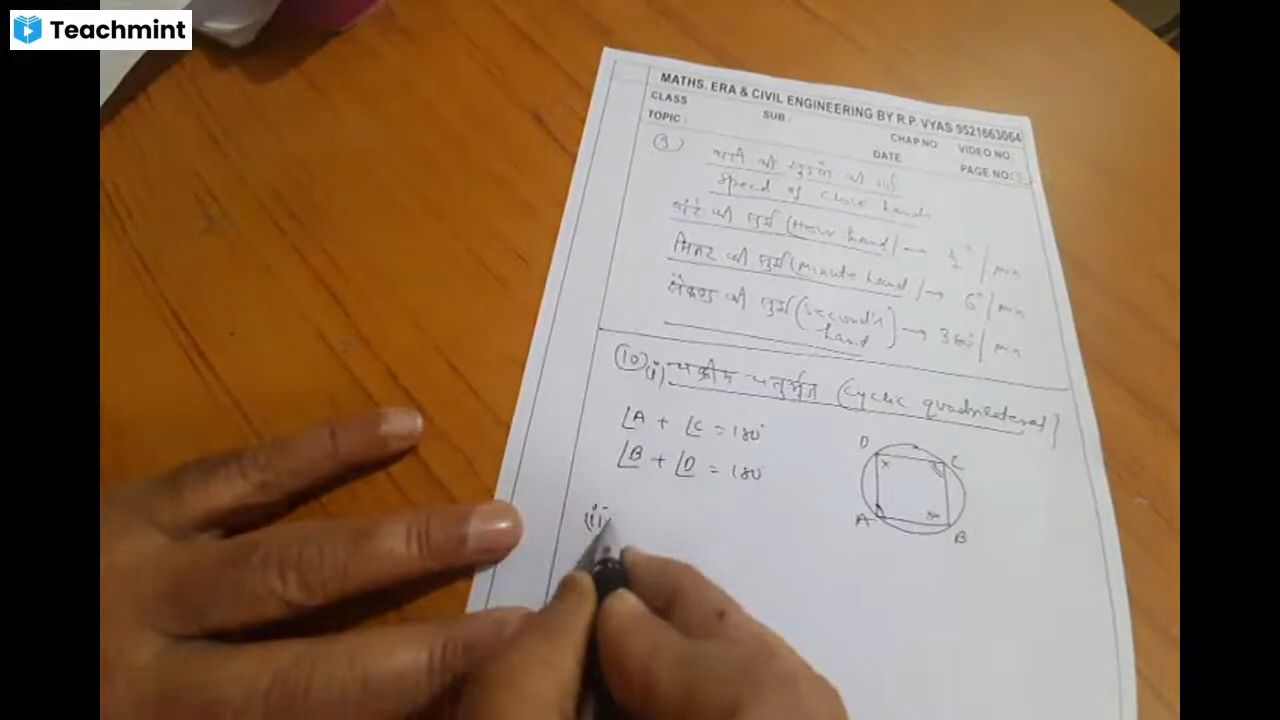 Teachmint
MATHS. ERA & CIVIL ENGINEERING BY R.P. VYAS 9521663064
CLASS SUB : CHAP.NO VIDEO NO.
TOPIC : DATE PAGE NO.
9) घड़ी की सुइयों की
Speed of clock hands
घंटे की सुई (Hour hand) → ½° / min
मिनट की सुई (minute hand) → 6° / min
सैकण्ड की सुई (second's hand) → 360° / min
10 (i) चक्रीय चतुर्भुज (Cyclic quadrilateral)
∠A + ∠C = 180°
∠B + ∠D = 180°
D C
A B
(ii)